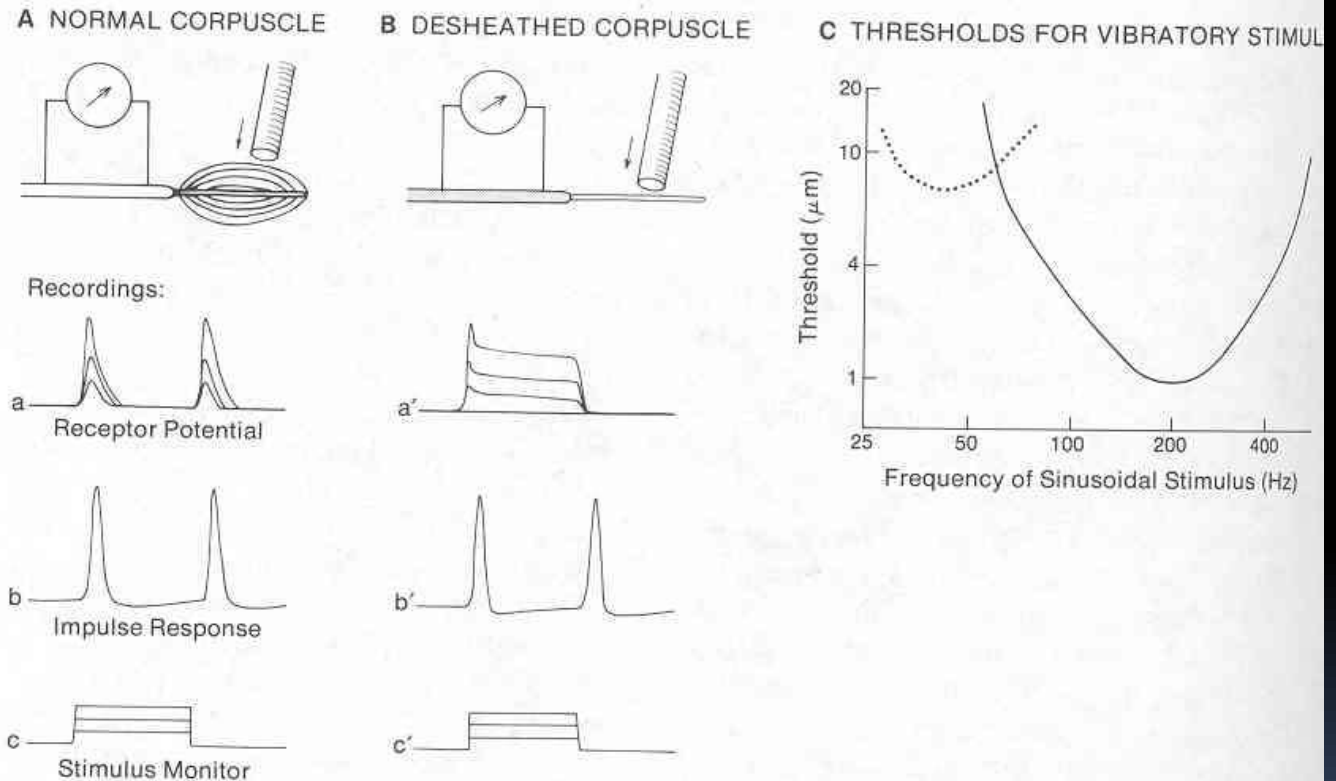 A NORMAL CORPUSCLE
B DESHEATHED CORPUSCLE
C THRESHOLDS FOR VIBRATORY STIMUL
Recordings:
a
Receptor Potential
b
Impulse Response
c
Stimulus Monitor
a′
b′
c′
20
10
4
1
Threshold (μm)
25 50 100 200 400
Frequency of Sinusoidal Stimulus (Hz)